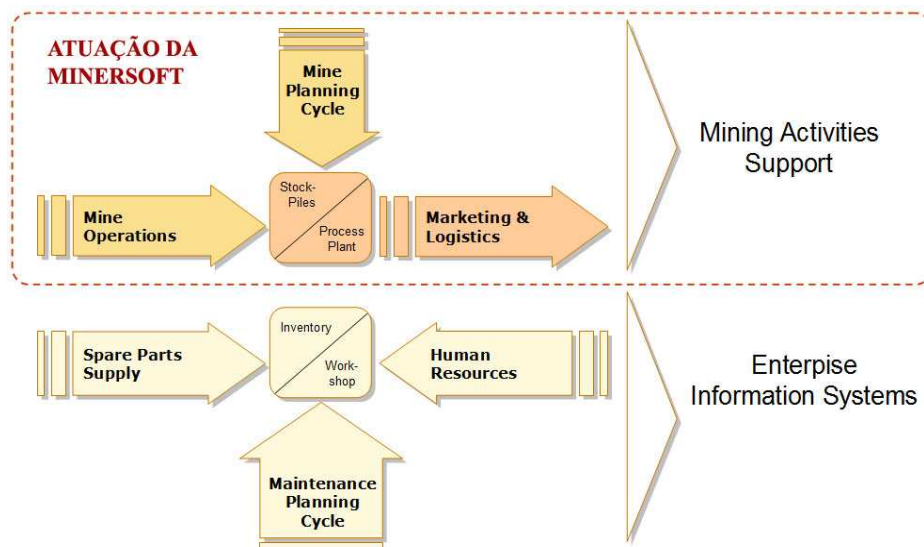 ATUAÇÃO DA
MINERSOFT
Mine
Planning
Cycle
Mining Activities
Support
Stock-
Piles
Process
Plant
Mine
Operations
Marketing &
Logistics
Inventory
Work-
shop
Spare Parts
Supply
Human
Resources
Enterpise
Information Systems
Maintenance
Planning
Cycle